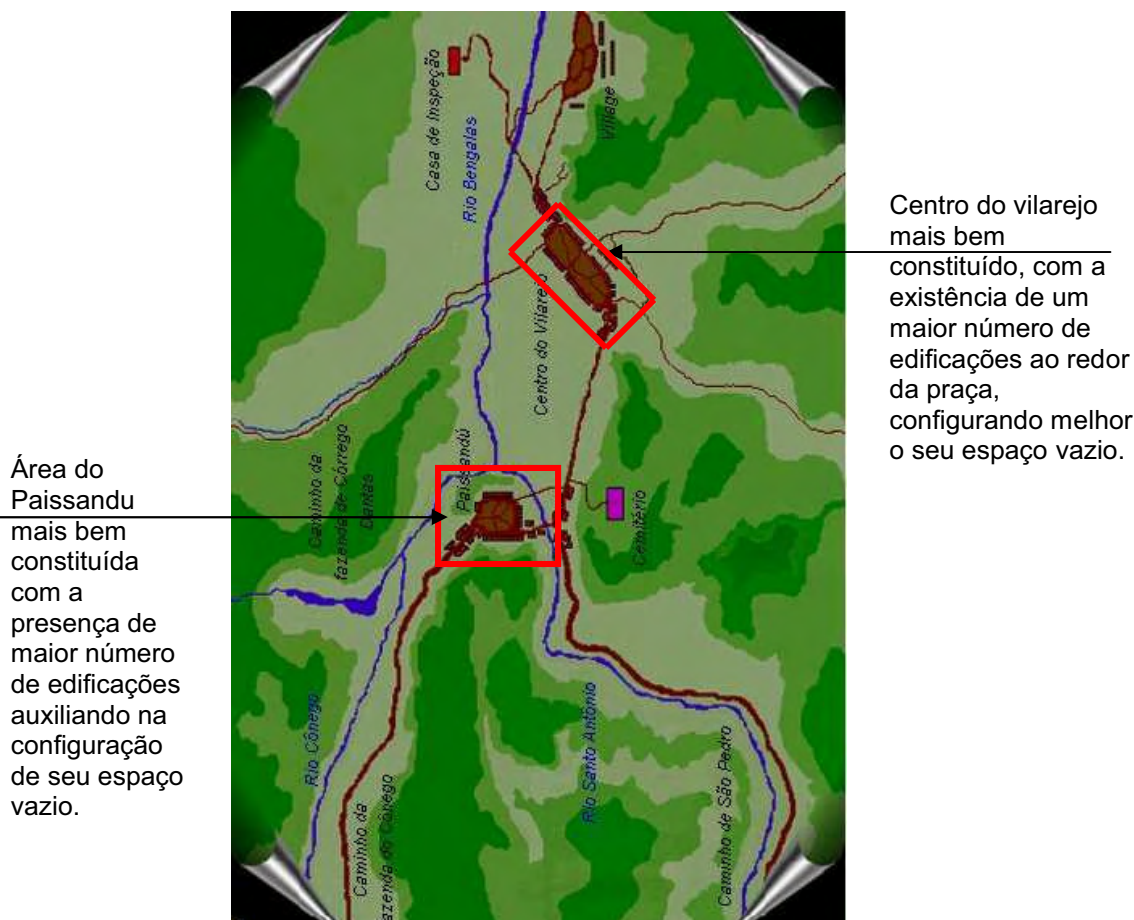 Casa de Inspeção
Rio Bengalas
Village
Centro do Vilarejo
Paissandú
Caminho da
fazenda de Córrego
Dantas
Cemitério
Rio Cônego
Caminho da
fazenda do Cônego
Rio Santo Antônio
Caminho de São Pedro
Centro do vilarejo
mais bem
constituído, com a
existência de um
maior número de
edificações ao redor
da praça,
configurando melhor
o seu espaço vazio.
Área do
Paissandu
mais bem
constituída
com a
presença de
maior número
de edificações
auxiliando na
configuração
de seu espaço
vazio.